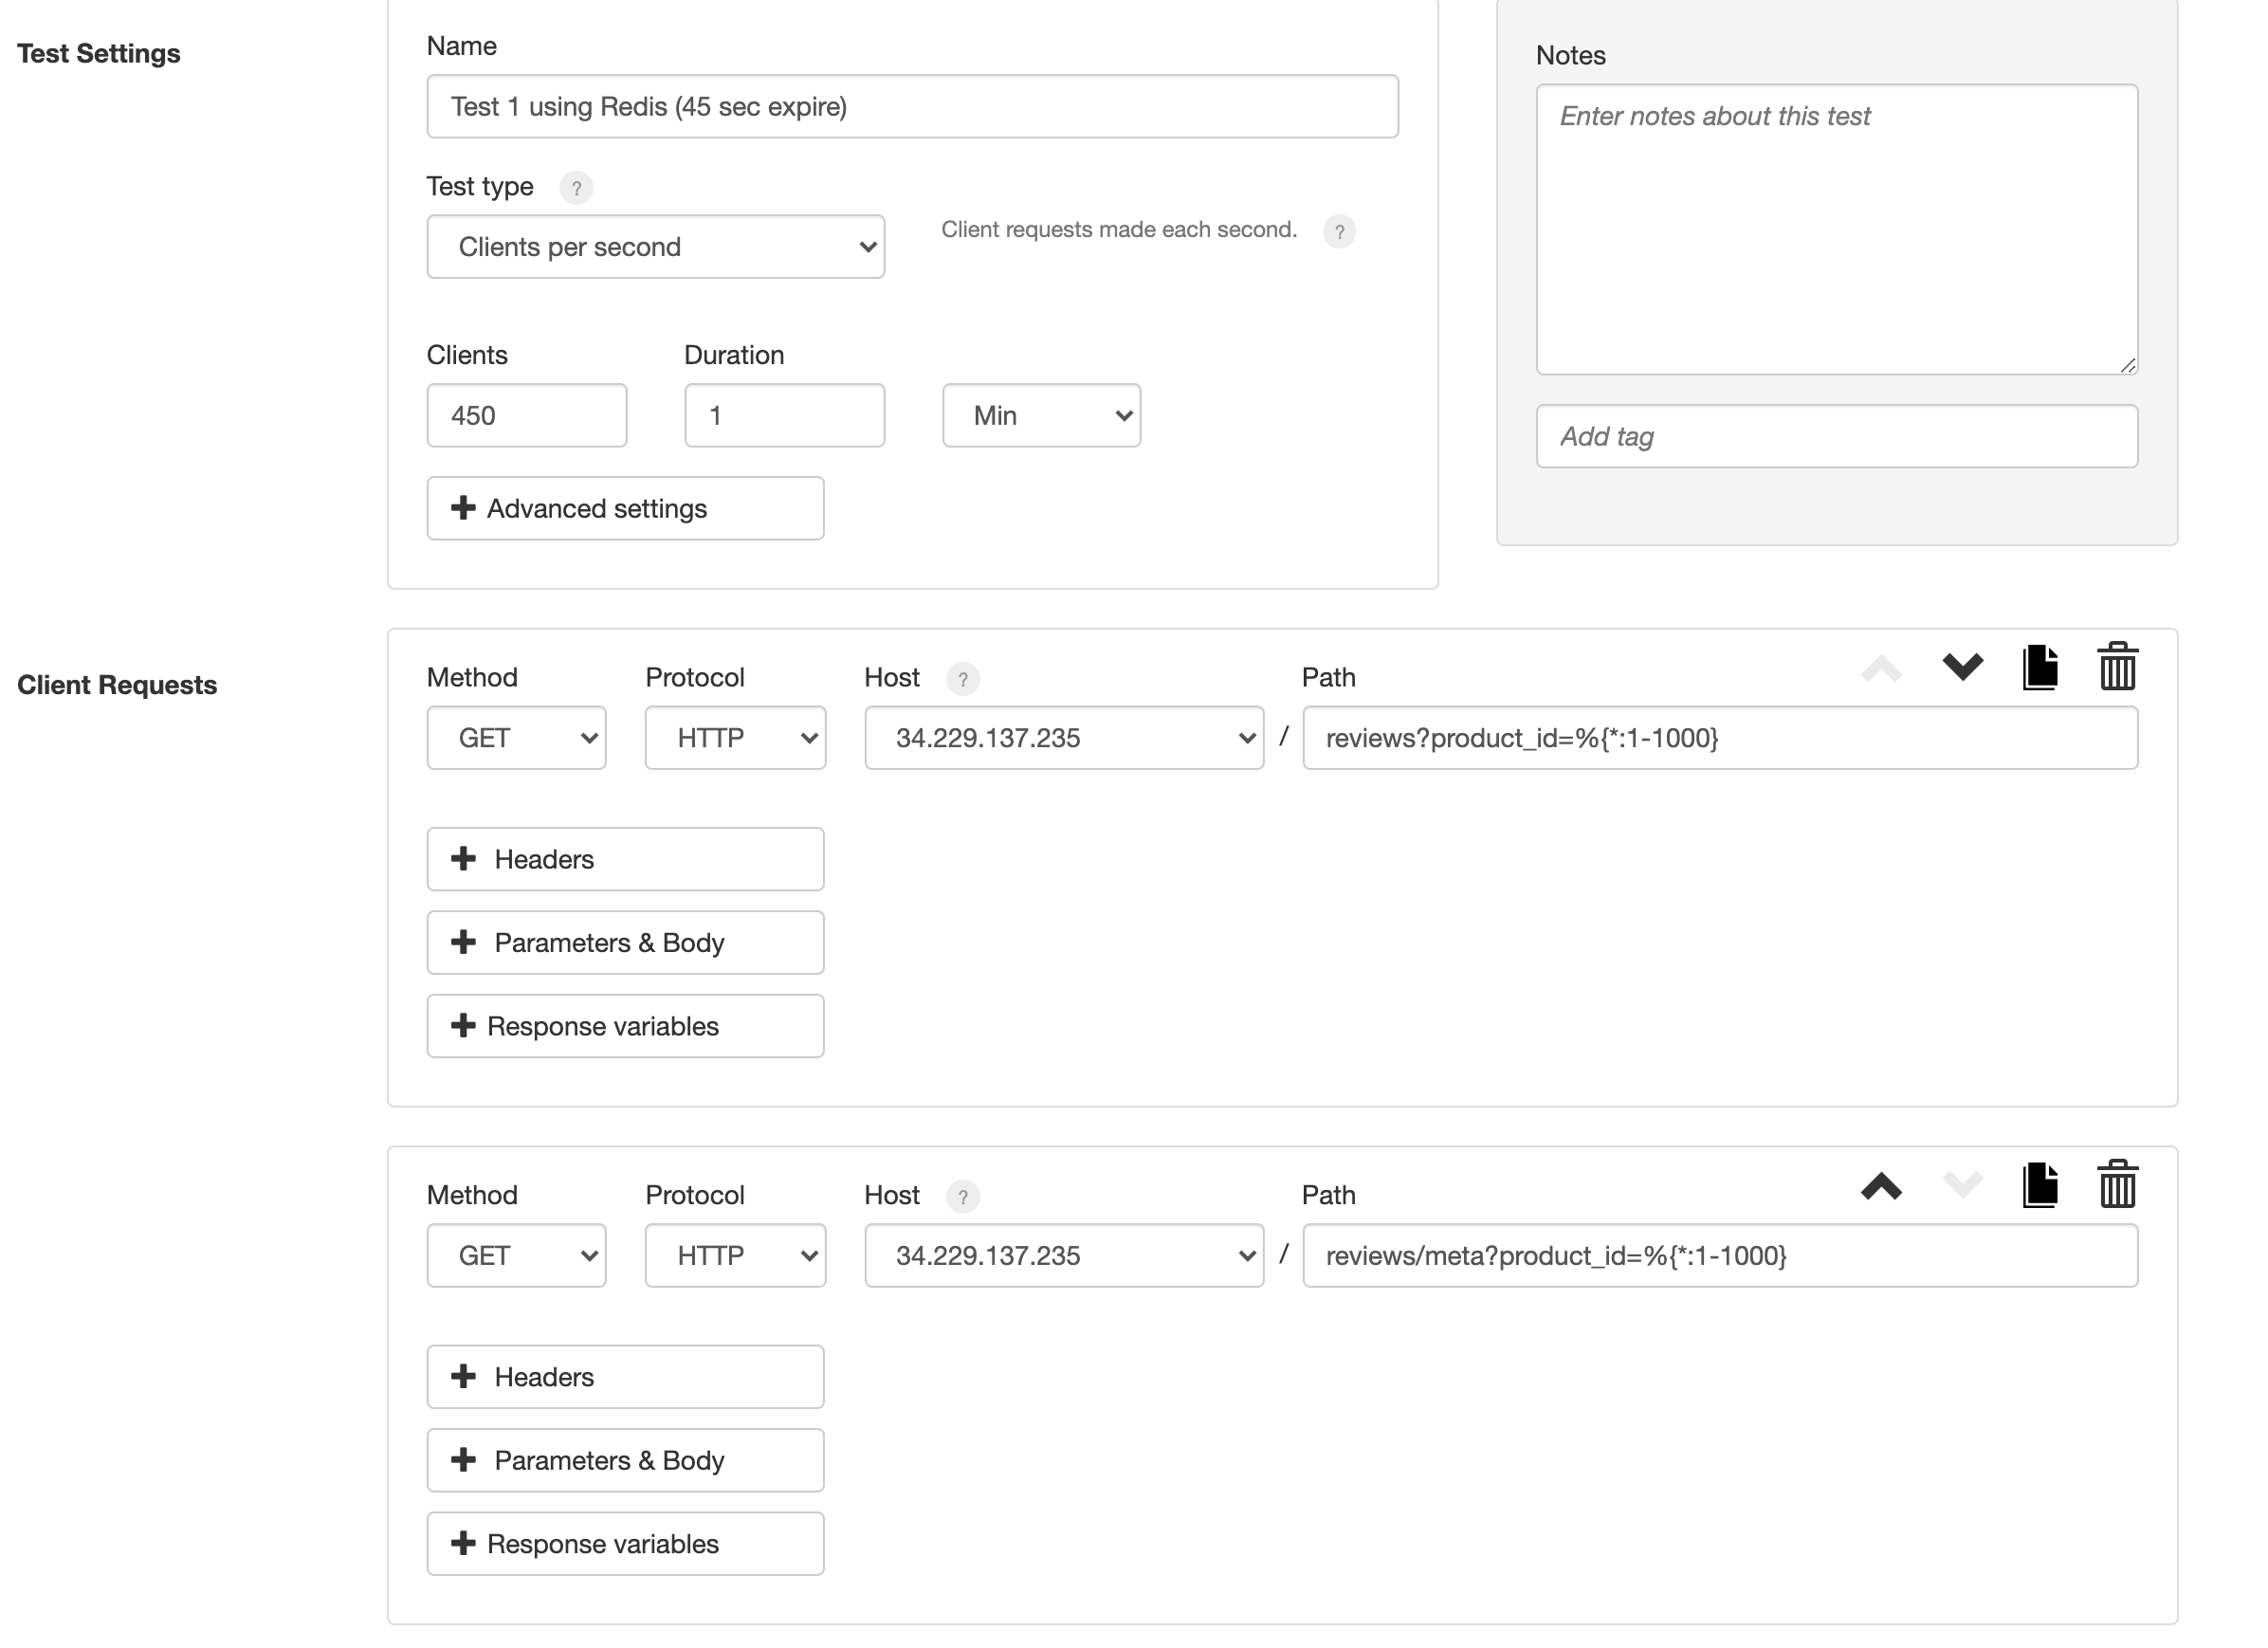 Test Settings
Name
Test 1 using Redis (45 sec expire)
Test type ?
Clients per second
Client requests made each second. ?
Clients
Duration
450
1
Min
Advanced settings
Notes
Enter notes about this test
Add tag
Client Requests
Method
Protocol
Host ?
Path
GET
HTTP
34.229.137.235
/
reviews?product_id=%{*:1-1000}
Headers
Parameters & Body
Response variables
Method
Protocol
Host ?
Path
GET
HTTP
34.229.137.235
/
reviews/meta?product_id=%{*:1-1000}
Headers
Parameters & Body
Response variables